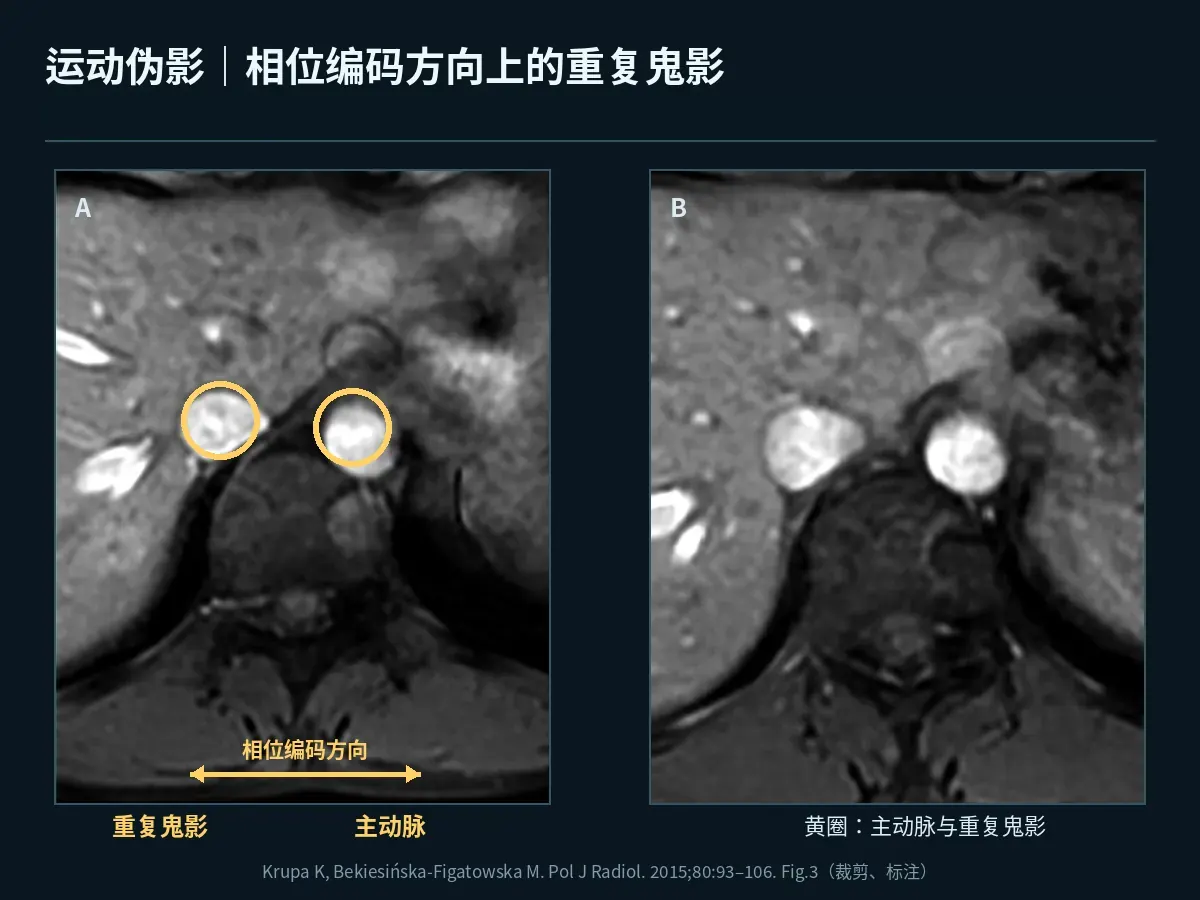 运动伪影｜相位编码方向上的重复鬼影
A
B
相位编码方向
重复鬼影
主动脉
黄圈：主动脉与重复鬼影
Krupa K, Bekiesińska-Figatowska M. Pol J Radiol. 2015;80:93–106. Fig.3（裁剪、标注）